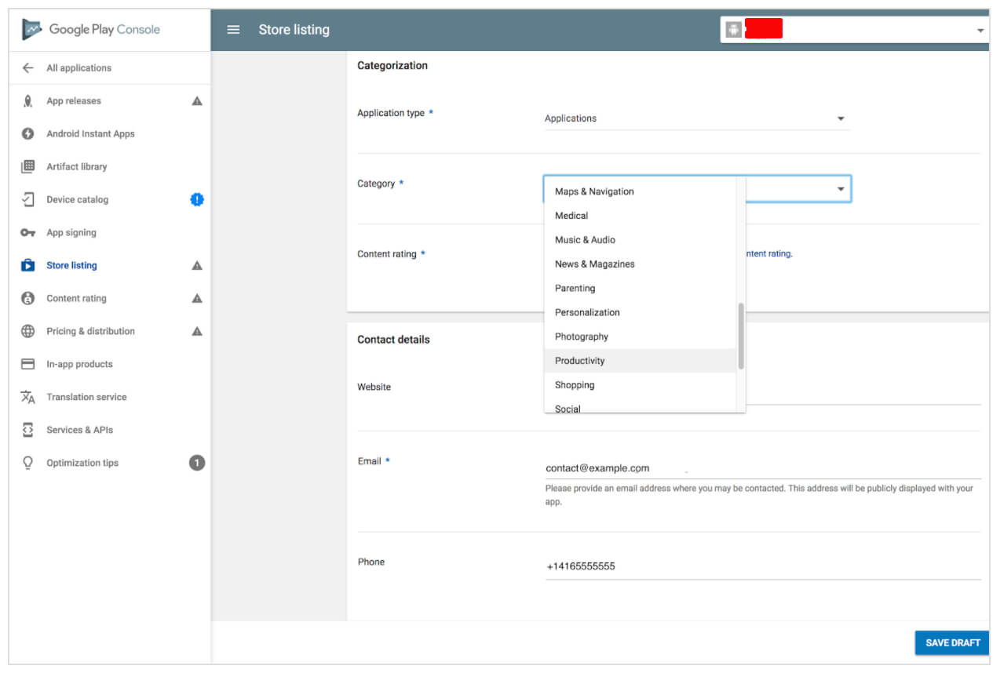 Google Play Console
Store listing
All applications
App releases
Android Instant Apps
Artifact library
Device catalog
App signing
Store listing
Content rating
Pricing & distribution
In-app products
Translation service
Services & APIs
Optimization tips
1
Categorization
Application type *
Applications
Category *
Maps & Navigation
Medical
Music & Audio
News & Magazines
Parenting
Personalization
Photography
Productivity
Shopping
Social
Content rating *
ntent rating.
Contact details
Website
Email *
contact@example.com
Please provide an email address where you may be contacted. This address will be publicly displayed with your
app.
Phone
+14165555555
SAVE DRAFT